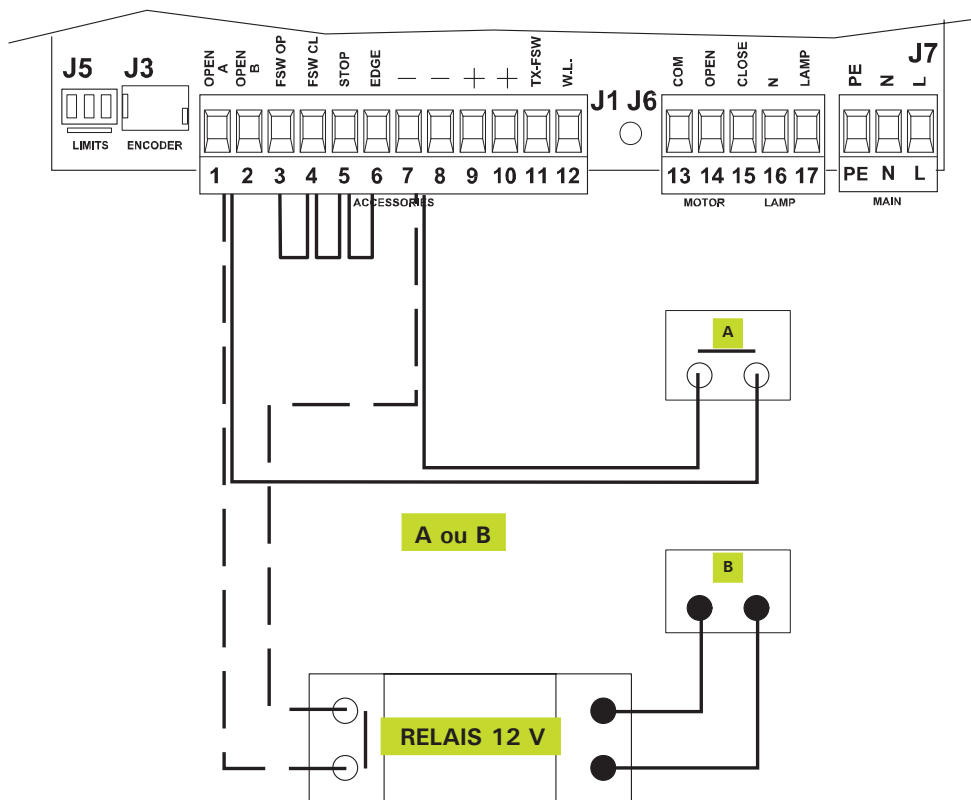 J5 J3
OPEN A
OPEN B
FSW OP
FSW CL
STOP
EDGE
—
—
+
+
TX-FSW
W.L.
J1 J6
COM
OPEN
CLOSE
N
LAMP
PE
N
L
J7
LIMITS ENCODER
1 2 3 4 5 6 7 8 9 10 11 12
13 14 15 16 17
PE N L
ACCESSORIES
MOTOR LAMP
MAIN
A
A ou B
B
RELAIS 12 V